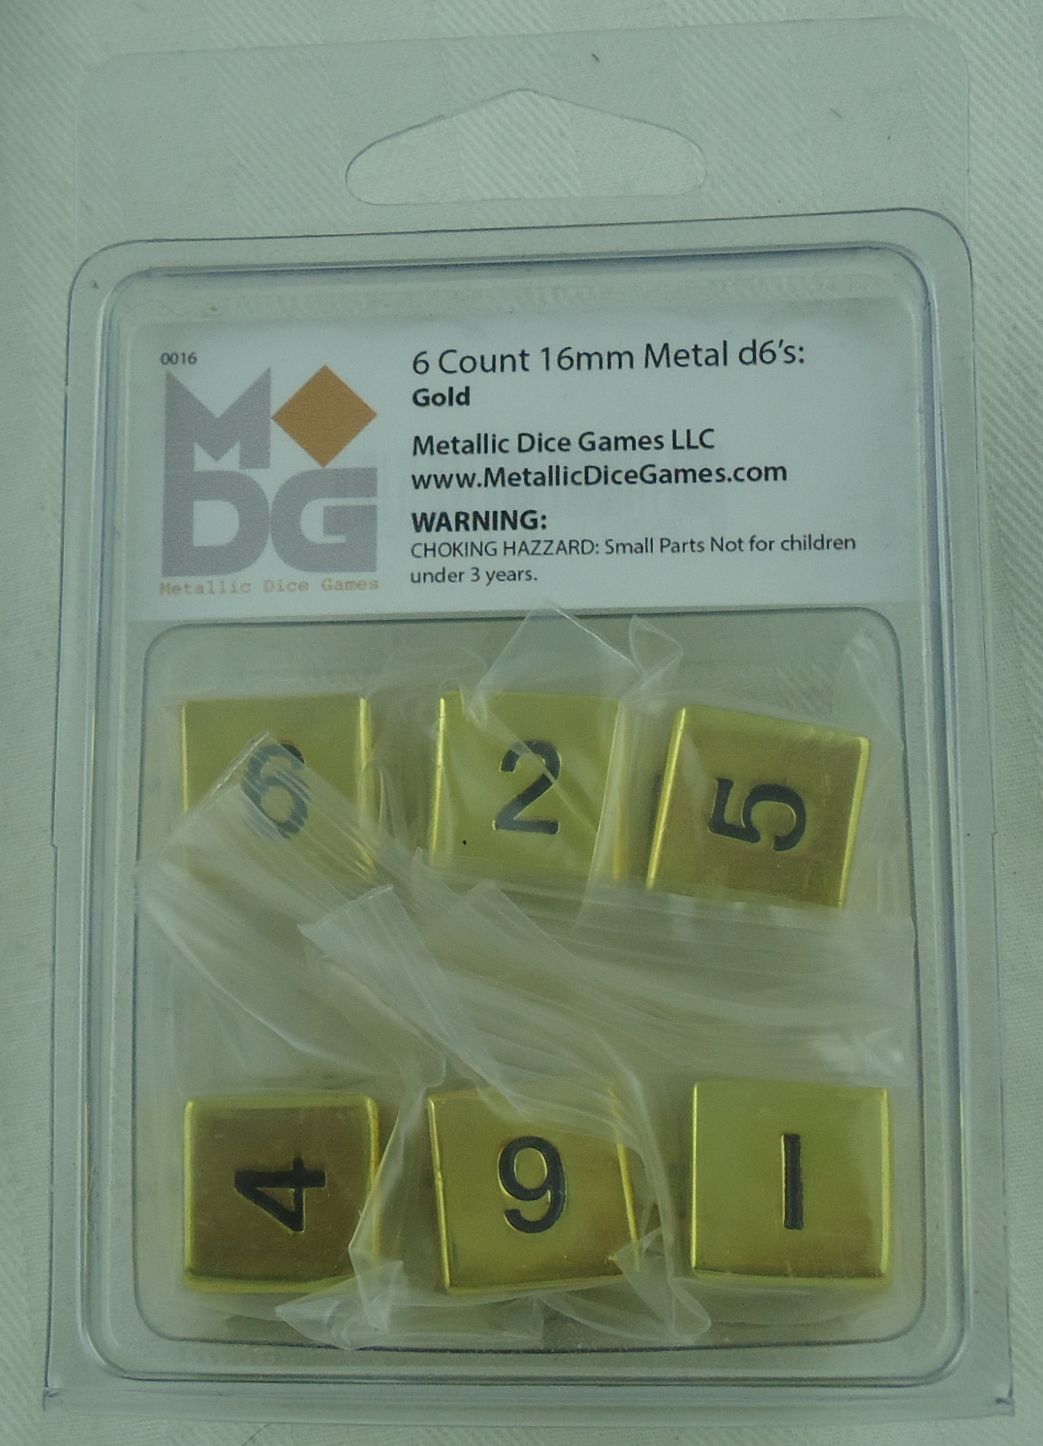 0016
MDG
Metallic Dice Games
6 Count 16mm Metal d6's:
Gold
Metallic Dice Games LLC
www.MetallicDiceGames.com
WARNING:
CHOKING HAZZARD: Small Parts Not for children
under 3 years.
6 2 5
4 9 1